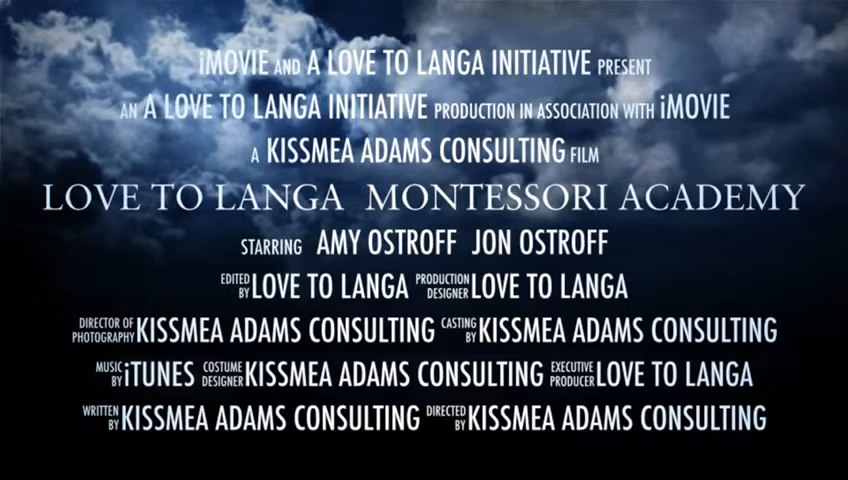 iMOVIE AND A LOVE TO LANGA INITIATIVE PRESENT
AN A LOVE TO LANGA INITIATIVE PRODUCTION IN ASSOCIATION WITH iMOVIE
A KISSMEA ADAMS CONSULTING FILM
LOVE TO LANGA MONTESSORI ACADEMY
STARRING AMY OSTROFF JON OSTROFF
EDITED BY LOVE TO LANGA PRODUCTION DESIGNER LOVE TO LANGA
DIRECTOR OF PHOTOGRAPHY KISSMEA ADAMS CONSULTING CASTING BY KISSMEA ADAMS CONSULTING
MUSIC BY iTUNES COSTUME DESIGNER KISSMEA ADAMS CONSULTING EXECUTIVE PRODUCER LOVE TO LANGA
WRITTEN BY KISSMEA ADAMS CONSULTING DIRECTED BY KISSMEA ADAMS CONSULTING